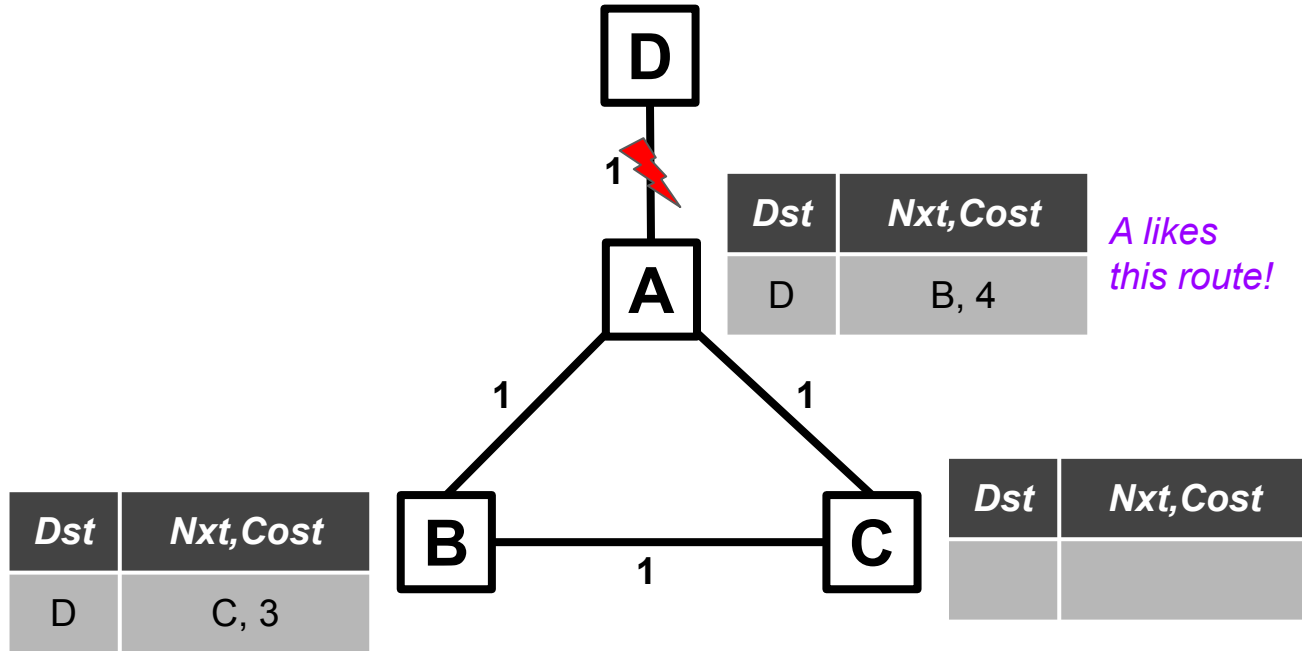 D
1
Dst Nxt,Cost
D B, 4
A likes
this route!
A
1
1
Dst Nxt,Cost
Dst Nxt,Cost
D C, 3
B
C
1